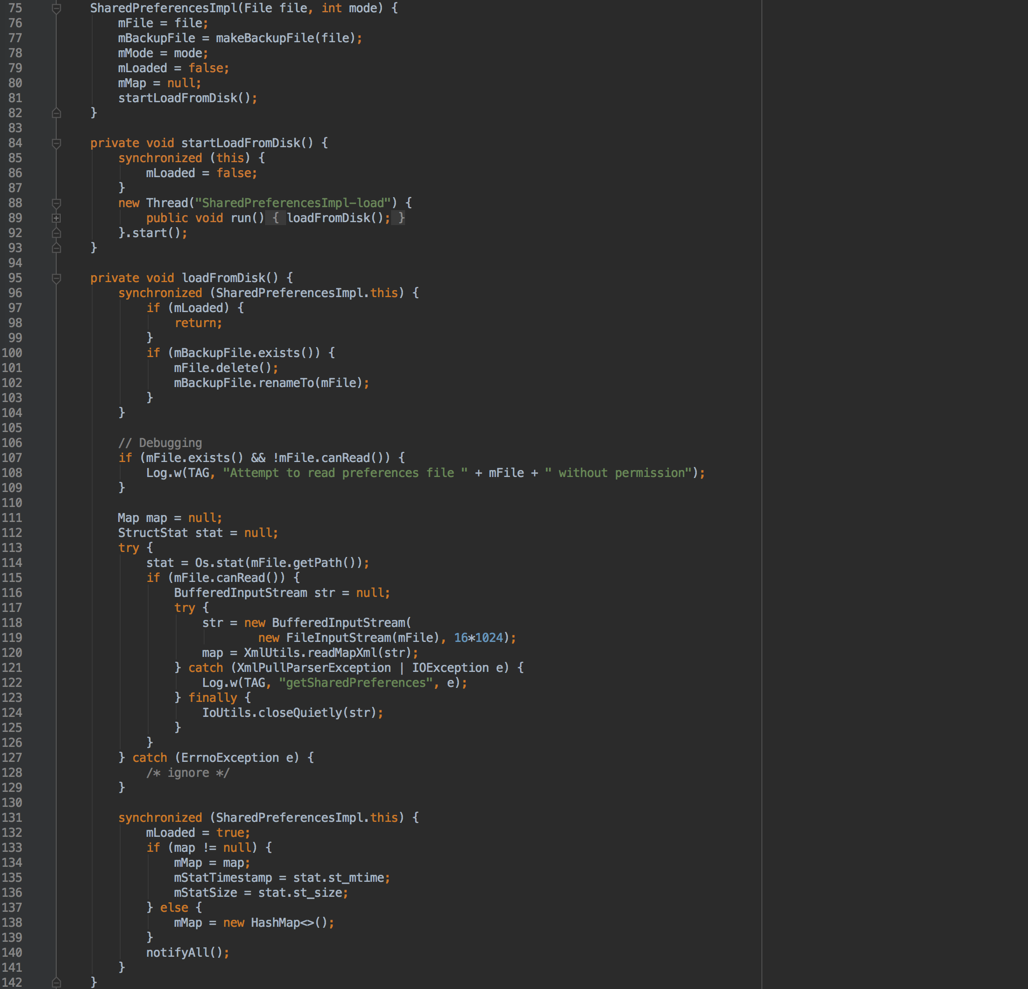 75 SharedPreferencesImpl(File file, int mode) {
76 mFile = file;
77 mBackupFile = makeBackupFile(file);
78 mMode = mode;
79 mLoaded = false;
80 mMap = null;
81 startLoadFromDisk();
82 }
83
84 private void startLoadFromDisk() {
85 synchronized (this) {
86 mLoaded = false;
87 }
88 new Thread("SharedPreferencesImpl-load") {
89 public void run() { loadFromDisk(); }
92 }.start();
93 }
94
95 private void loadFromDisk() {
96 synchronized (SharedPreferencesImpl.this) {
97 if (mLoaded) {
98 return;
99 }
100 if (mBackupFile.exists()) {
101 mFile.delete();
102 mBackupFile.renameTo(mFile);
103 }
104 }
105
106 // Debugging
107 if (mFile.exists() && !mFile.canRead()) {
108 Log.w(TAG, "Attempt to read preferences file " + mFile + " without permission");
109 }
110
111 Map map = null;
112 StructStat stat = null;
113 try {
114 stat = Os.stat(mFile.getPath());
115 if (mFile.canRead()) {
116 BufferedInputStream str = null;
117 try {
118 str = new BufferedInputStream(
119 new FileInputStream(mFile), 16*1024);
120 map = XmlUtils.readMapXml(str);
121 } catch (XmlPullParserException | IOException e) {
122 Log.w(TAG, "getSharedPreferences", e);
123 } finally {
124 IoUtils.closeQuietly(str);
125 }
126 }
127 } catch (ErrnoException e) {
128 /* ignore */
129 }
130
131 synchronized (SharedPreferencesImpl.this) {
132 mLoaded = true;
133 if (map != null) {
134 mMap = map;
135 mStatTimestamp = stat.st_mtime;
136 mStatSize = stat.st_size;
137 } else {
138 mMap = new HashMap<>();
139 }
140 notifyAll();
141 }
142 }